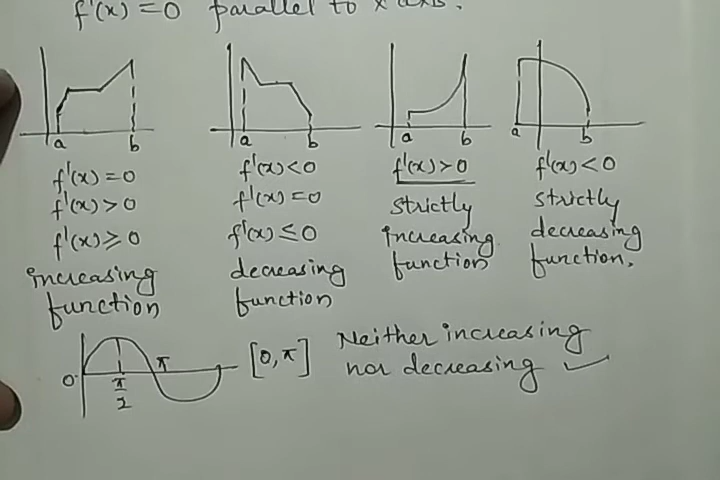 f'(x) = 0 parallel to x axis.
a b a b a b a b
f'(x) = 0
f'(x) > 0
f'(x) ⩾ 0
increasing
function
f'(x) < 0
f'(x) = 0
f'(x) ≤ 0
decreasing
function
f'(x) > 0
strictly
increasing
function
f'(x) < 0
strictly
decreasing
function.
0 π/2 π
[0, π] Neither increasing
nor decreasing ✓